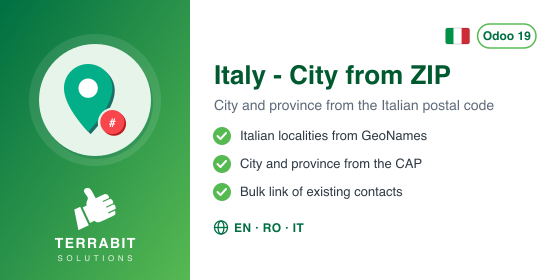 Odoo 19
Italy - City from ZIP
City and province from the Italian postal code
Italian localities from GeoNames
City and province from the CAP
Bulk link of existing contacts
EN · RO · IT
#
TERRABIT
SOLUTIONS